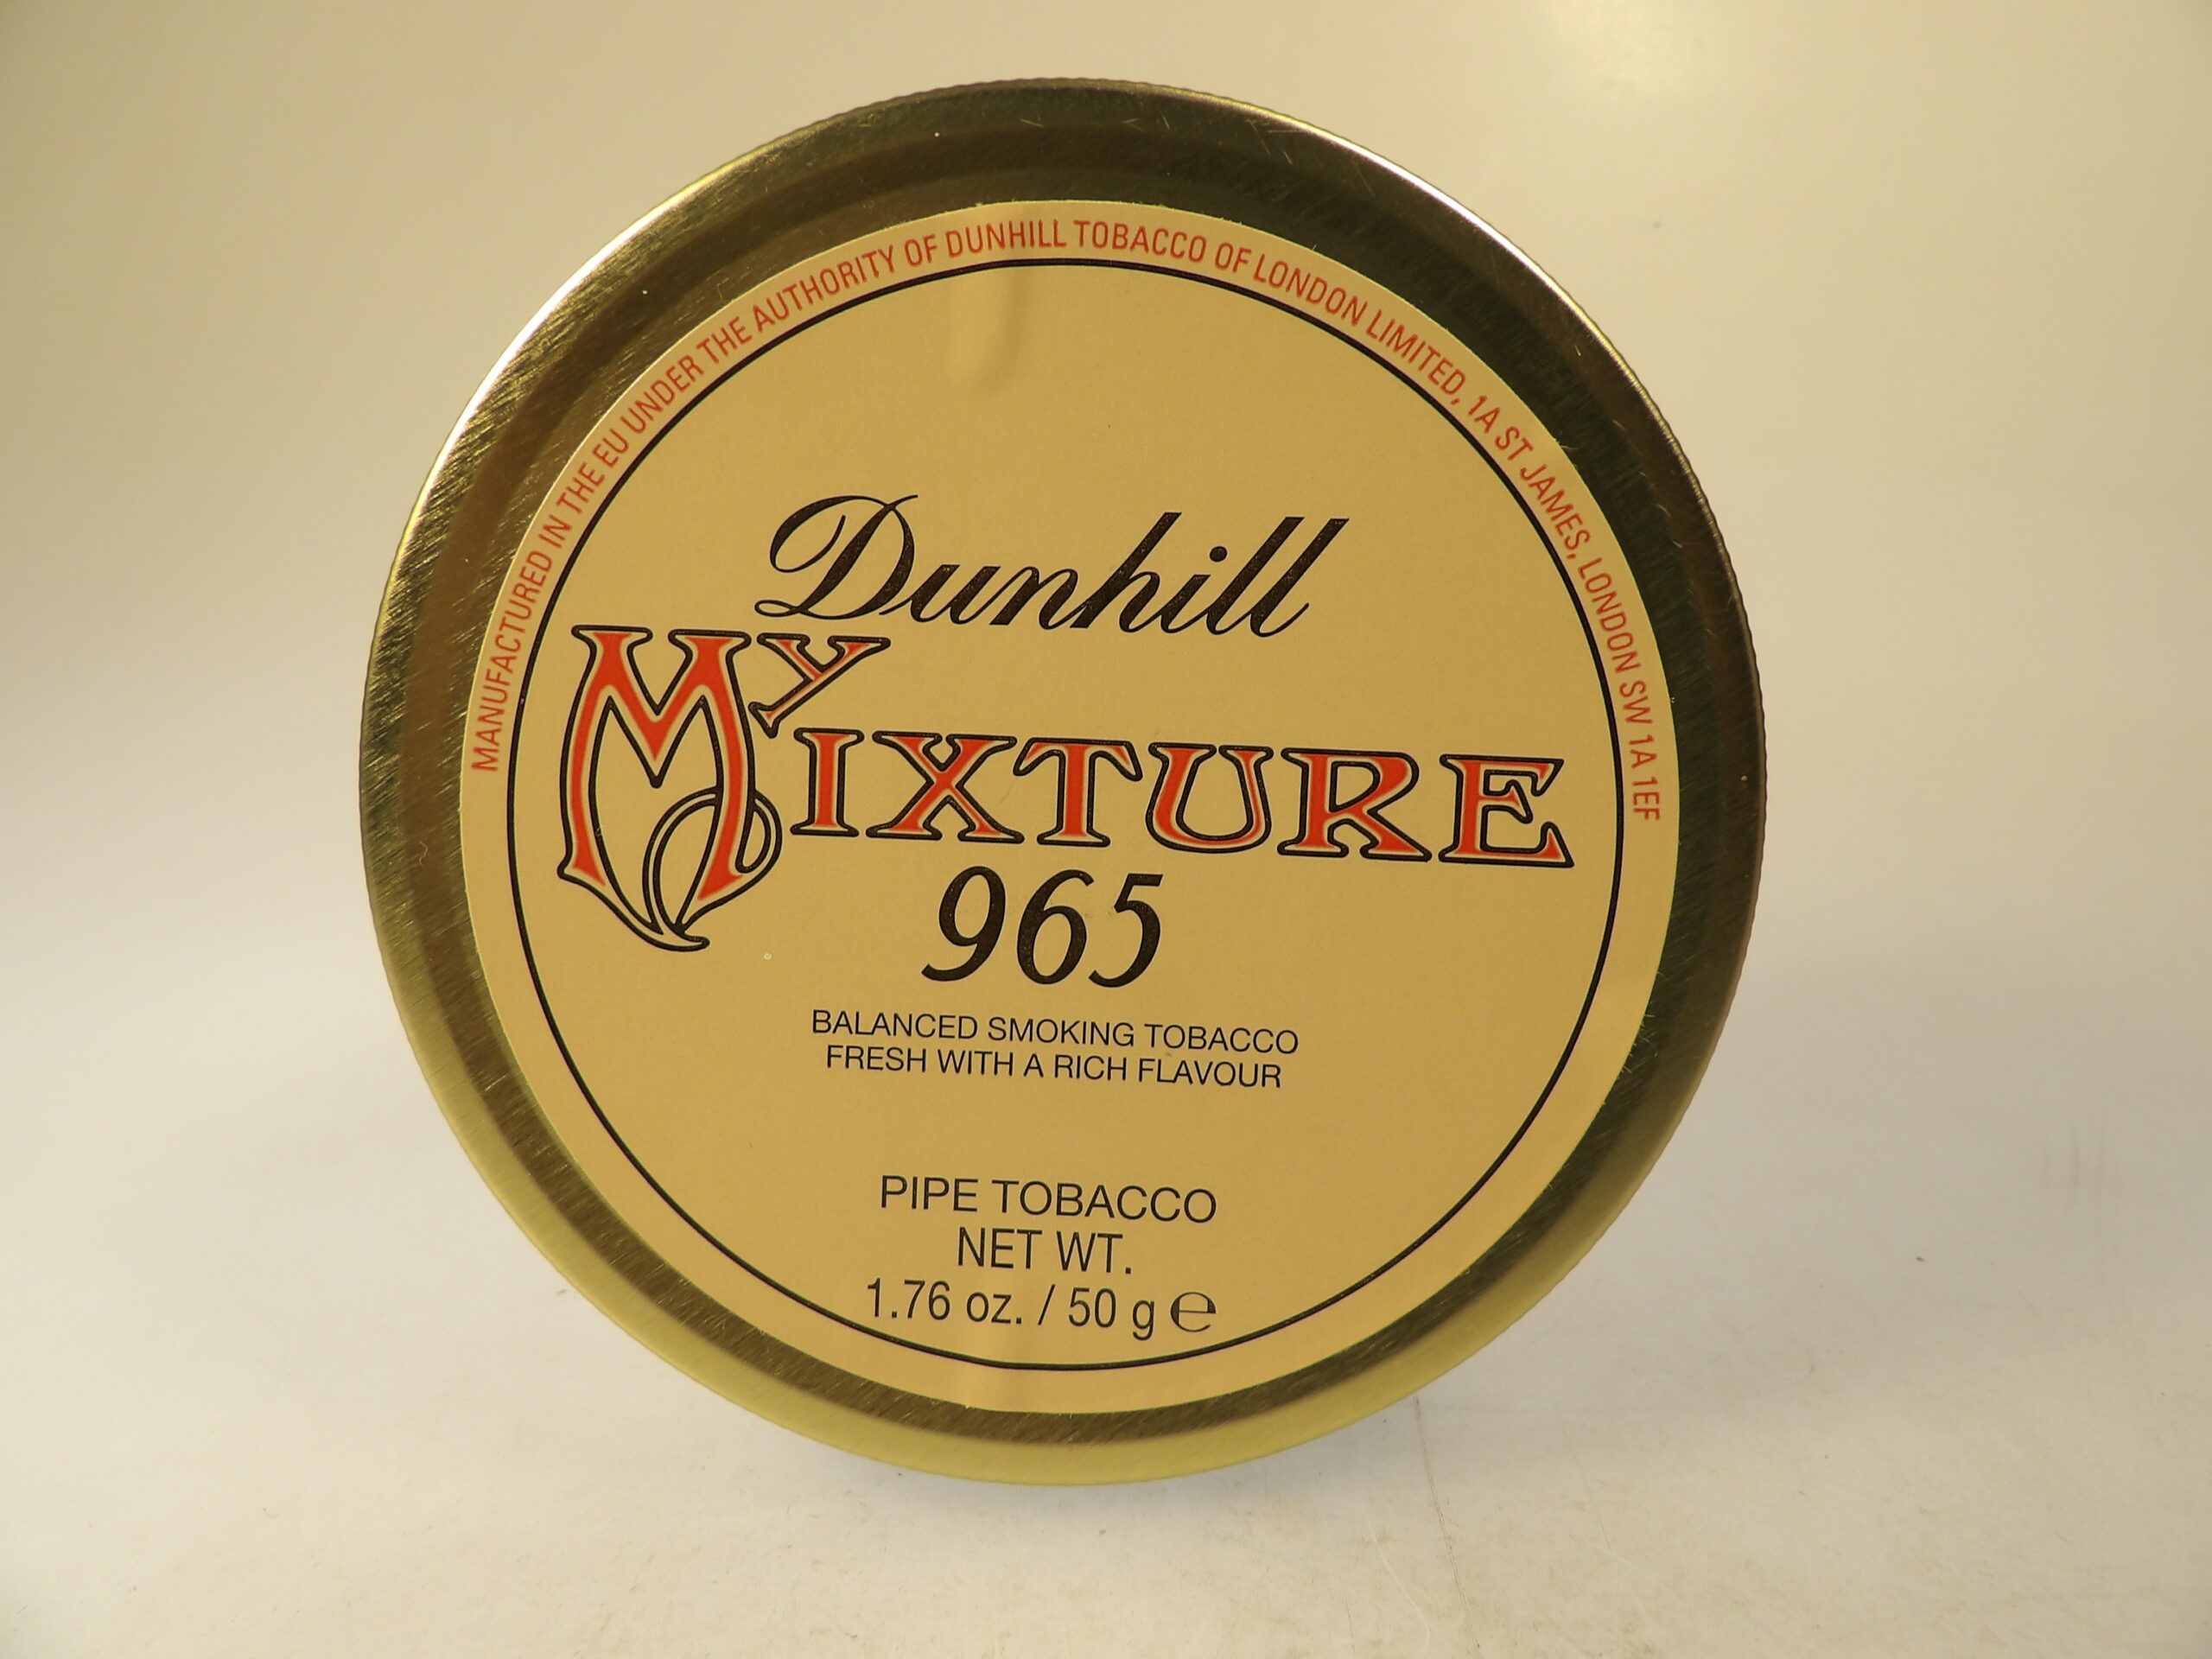 MANUFACTURED IN THE EU UNDER THE AUTHORITY OF DUNHILL TOBACCO OF LONDON LIMITED, 1A ST JAMES, LONDON SW 1A 1EF
Dunhill
MY MIXTURE
965
BALANCED SMOKING TOBACCO
FRESH WITH A RICH FLAVOUR
PIPE TOBACCO
NET WT.
1.76 oz. / 50 g ℮